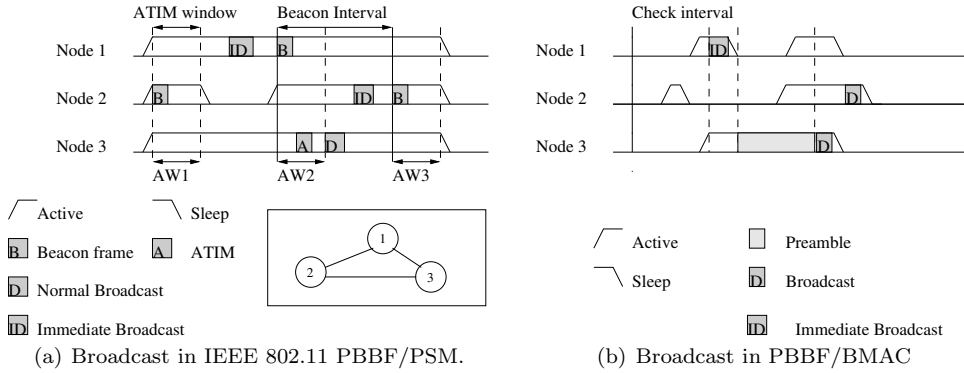 ATIM window
Beacon Interval
Node 1
ID
B
Node 2
B
ID
B
Node 3
A
D
AW1
AW2
AW3
Active
Sleep
B Beacon frame
A ATIM
D Normal Broadcast
ID Immediate Broadcast
1
2
3
(a) Broadcast in IEEE 802.11 PBBF/PSM.
Check interval
Node 1
ID
Node 2
D
Node 3
D
Active
Preamble
Sleep
D Broadcast
ID Immediate Broadcast
(b) Broadcast in PBBF/BMAC